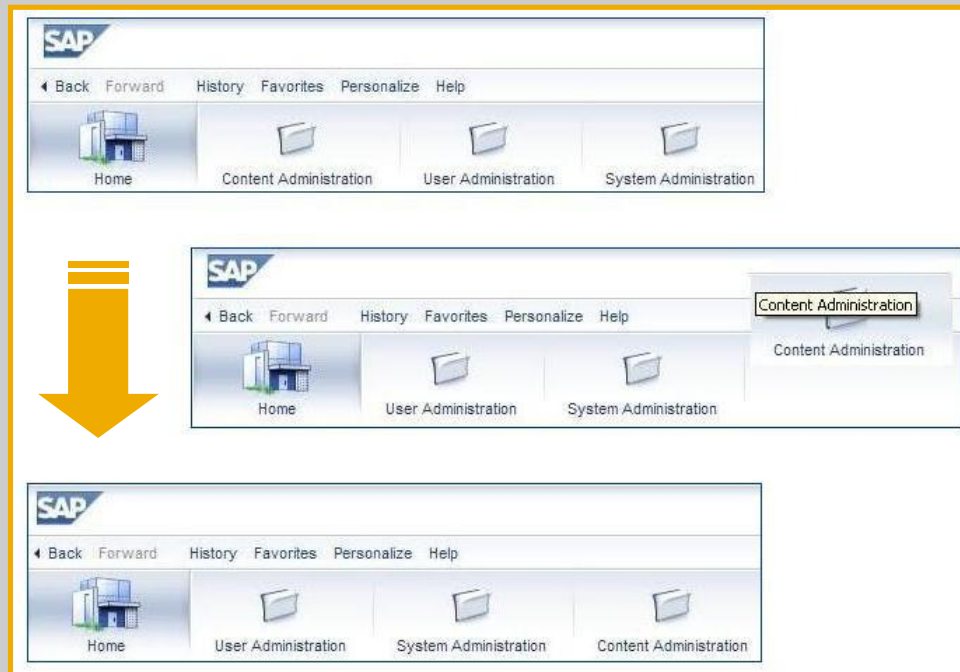 SAP
Back Forward History Favorites Personalize Help
Home Content Administration User Administration System Administration
SAP
Content Administration
Back Forward History Favorites Personalize Help
Content Administration
Home User Administration System Administration
SAP
Back Forward History Favorites Personalize Help
Home User Administration System Administration Content Administration